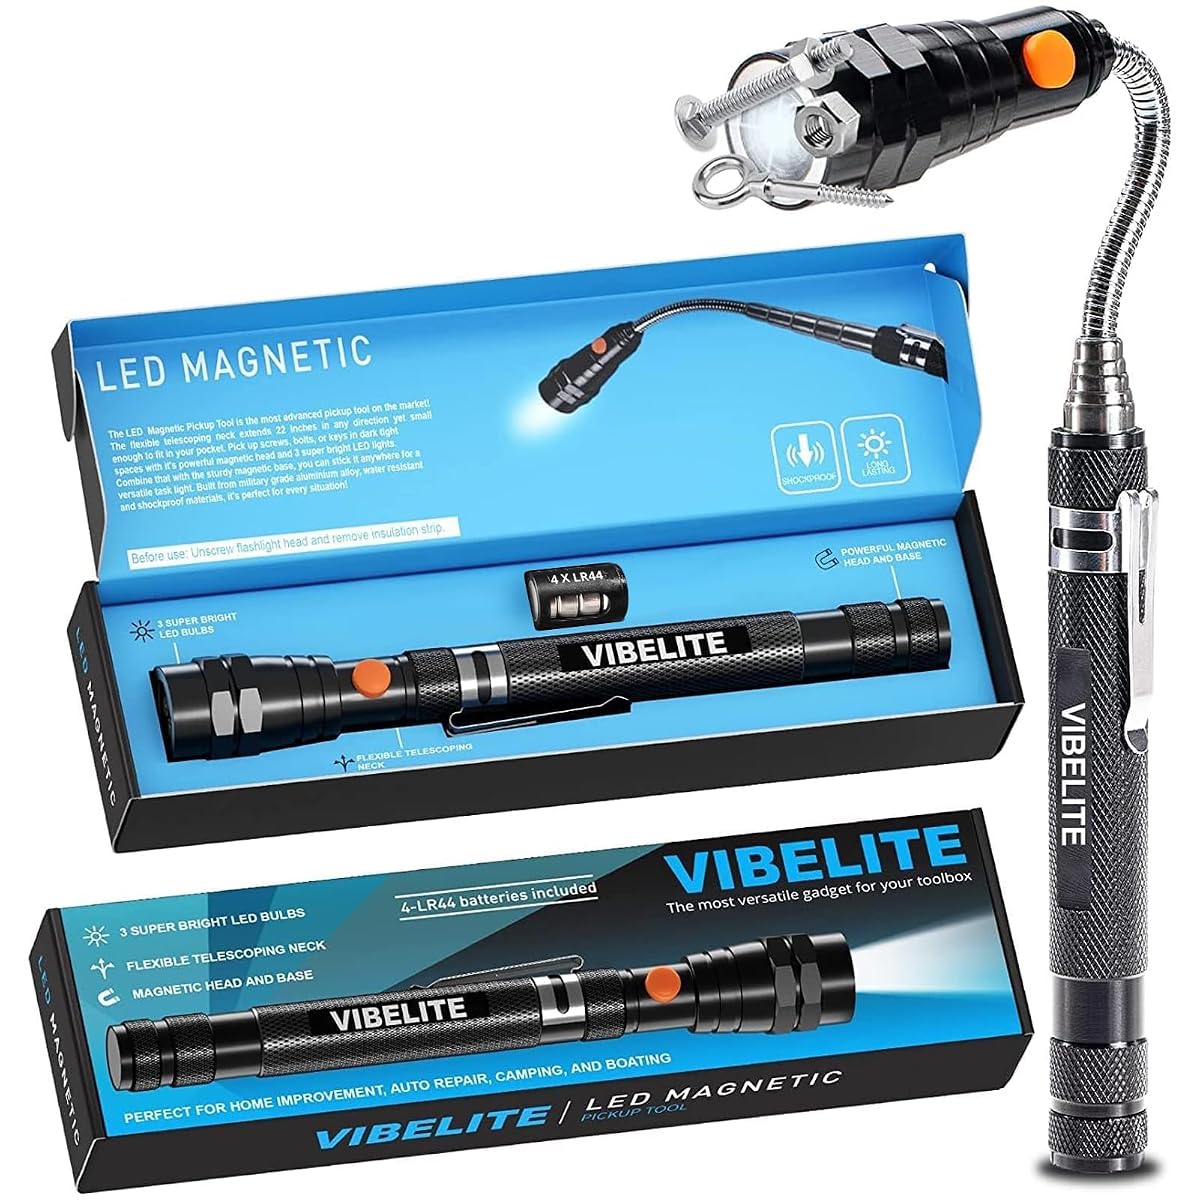 LED MAGNETIC
The LED Magnetic Pickup Tool is the most advanced pickup tool on the market!
The flexible telescoping neck extends 22 inches in any direction yet small
enough to fit in your pocket. Pick up screws, bolts, or keys in dark tight
spaces with it's powerful magnetic head and 3 super bright LED lights.
Combine that with the sturdy magnetic base, you can stick it anywhere for a
versatile task light. Built from military grade aluminium alloy, water resistant
and shockproof materials, it's perfect for every situation!
SHOCKPROOF
LONG
LASTING
Before use: Unscrew flashlight head and remove insulation strip.
4 X LR44
POWERFUL MAGNETIC
HEAD AND BASE
3 SUPER BRIGHT
LED BULBS
VIBELITE
FLEXIBLE TELESCOPING
NECK
LED MAGNETIC
VIBELITE
VIBELITE
The most versatile gadget for your toolbox
4-LR44 batteries included
3 SUPER BRIGHT LED BULBS
FLEXIBLE TELESCOPING NECK
MAGNETIC HEAD AND BASE
VIBELITE
PERFECT FOR HOME IMPROVEMENT, AUTO REPAIR, CAMPING, AND BOATING
VIBELITE / LED MAGNETIC
PICKUP TOOL
LED MAGNETIC